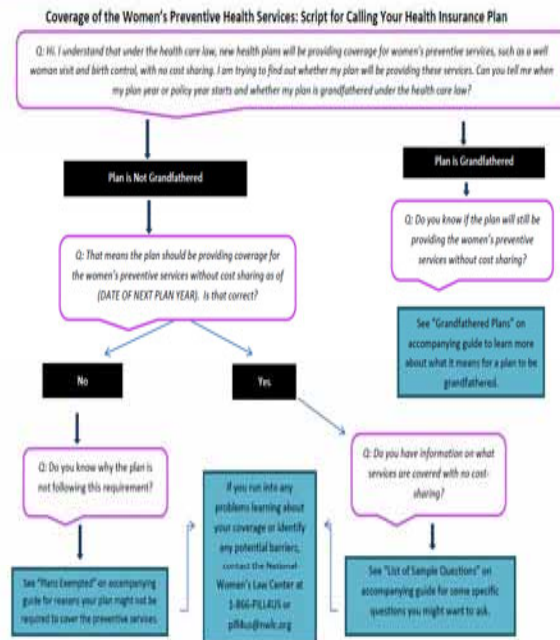 Coverage of the Women's Preventive Health Services: Script for Calling Your Health Insurance Plan
Q: Hi. I understand that under the health care law, new health plans will be providing coverage for women's preventive services, such as a well
woman visit and birth control, with no cost sharing. I am trying to find out whether my plan will be providing these services. Can you tell me when
my plan year or policy year starts and whether my plan is grandfathered under the health care law?
Plan is Not Grandfathered
Plan is Grandfathered
Q: That means the plan should be providing coverage for
the women's preventive services without cost sharing as of
(DATE OF NEXT PLAN YEAR). Is that correct?
Q: Do you know if the plan will still be
providing the women's preventive
services without cost sharing?
See "Grandfathered Plans" on
accompanying guide to learn more
about what it means for a plan to be
grandfathered.
No
Yes
Q: Do you know why the plan is
not following this requirement?
Q: Do you have information on what
services are covered with no cost-
sharing?
If you run into any
problems learning about
your coverage or identify
any potential barriers,
contact the National
Women's Law Center at
1-866-PILL4US or
pill4us@nwlc.org
See "Plans Exempted" on accompanying
guide for reasons your plan might not be
required to cover the preventive services.
See "List of Sample Questions" on
accompanying guide for some specific
questions you might want to ask.